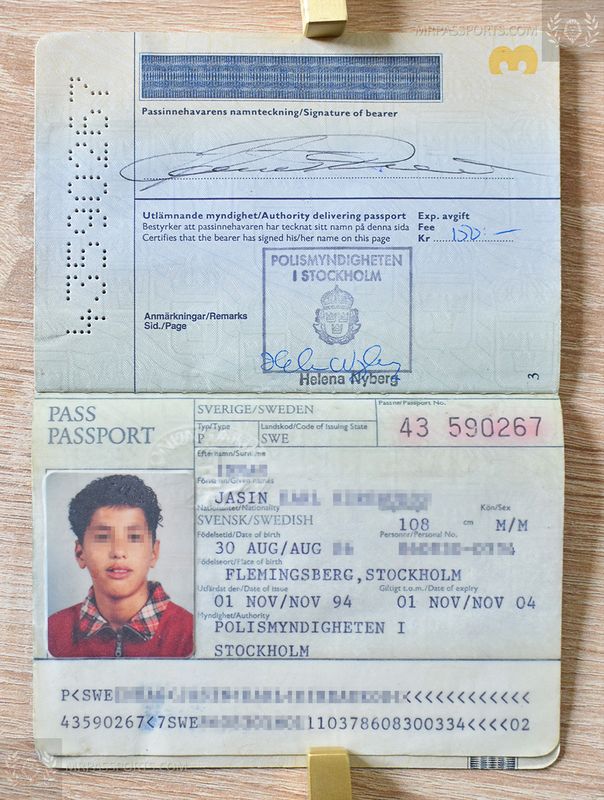 MRPASSPORTS.COM
43590267
Passinnehavarens namnteckning/Signature of bearer
Utlämnande myndighet/Authority delivering passport
Bestyrker att passinnehavaren har tecknat sitt namn på denna sida
Certifies that the bearer has signed his/her name on this page
Exp. avgift
Fee
Kr 150:-
POLISMYNDIGHETEN
I STOCKHOLM
Anmärkningar/Remarks
Sid./Page
Helena Nyberg
3
PASS
PASSPORT
SVERIGE/SWEDEN
Passnr/Passport No.
Typ/Type
Landskod/Code of Issuing State
P
SWE
43 590267
Efternamn/Surname
Förnamn/Given names
JASIN
Nationalitet/Nationality
Kön/Sex
SVENSK/SWEDISH
108 cm
M/M
Födelsetid/Date of birth
Personnr/Personal No.
30 AUG/AUG
Födelseort/Place of birth
FLEMINGSBERG,STOCKHOLM
Utfärdat den/Date of issue
Giltigt t.o.m./Date of expiry
01 NOV/NOV 94
01 NOV/NOV 04
Myndighet/Authority
POLISMYNDIGHETEN I
STOCKHOLM
P<SWE <<<<<<<<<<<<
43590267<7SWE 110378608300334<<<<02
MRPASSPORTS.COM